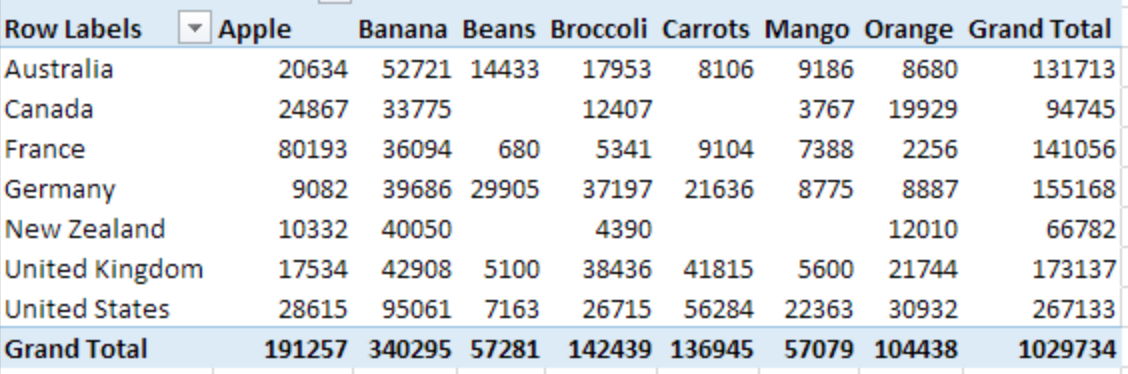 Row Labels Apple Banana Beans Broccoli Carrots Mango Orange Grand Total
Australia 20634 52721 14433 17953 8106 9186 8680 131713
Canada 24867 33775 12407 3767 19929 94745
France 80193 36094 680 5341 9104 7388 2256 141056
Germany 9082 39686 29905 37197 21636 8775 8887 155168
New Zealand 10332 40050 4390 12010 66782
United Kingdom 17534 42908 5100 38436 41815 5600 21744 173137
United States 28615 95061 7163 26715 56284 22363 30932 267133
Grand Total 191257 340295 57281 142439 136945 57079 104438 1029734